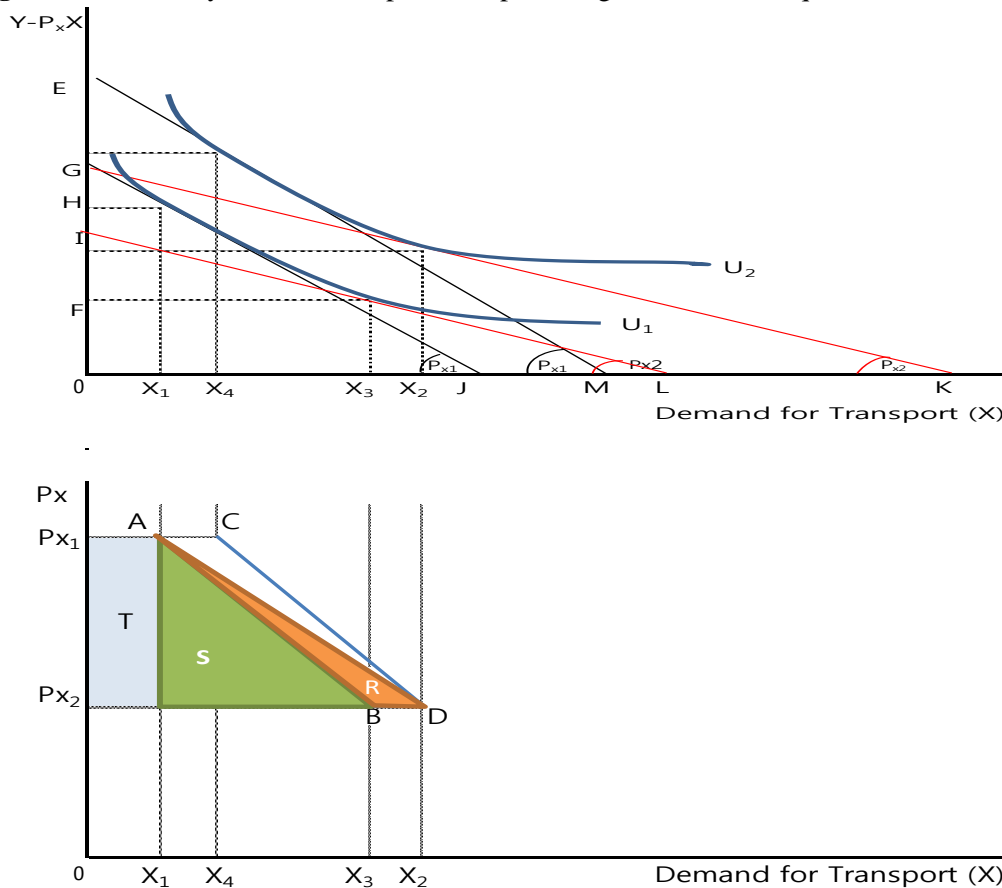 Y-PₓX
E
G
H
I
U₂
F
U₁
Pₓ₁ Pₓ₁ Px2 Pₓ₂
0 X₁ X₄ X₃ X₂ J M L K
Demand for Transport (X)
Px
A C
Px₁
T
S
R
Px₂
B D
0 X₁ X₄ X₃ X₂ Demand for Transport (X)